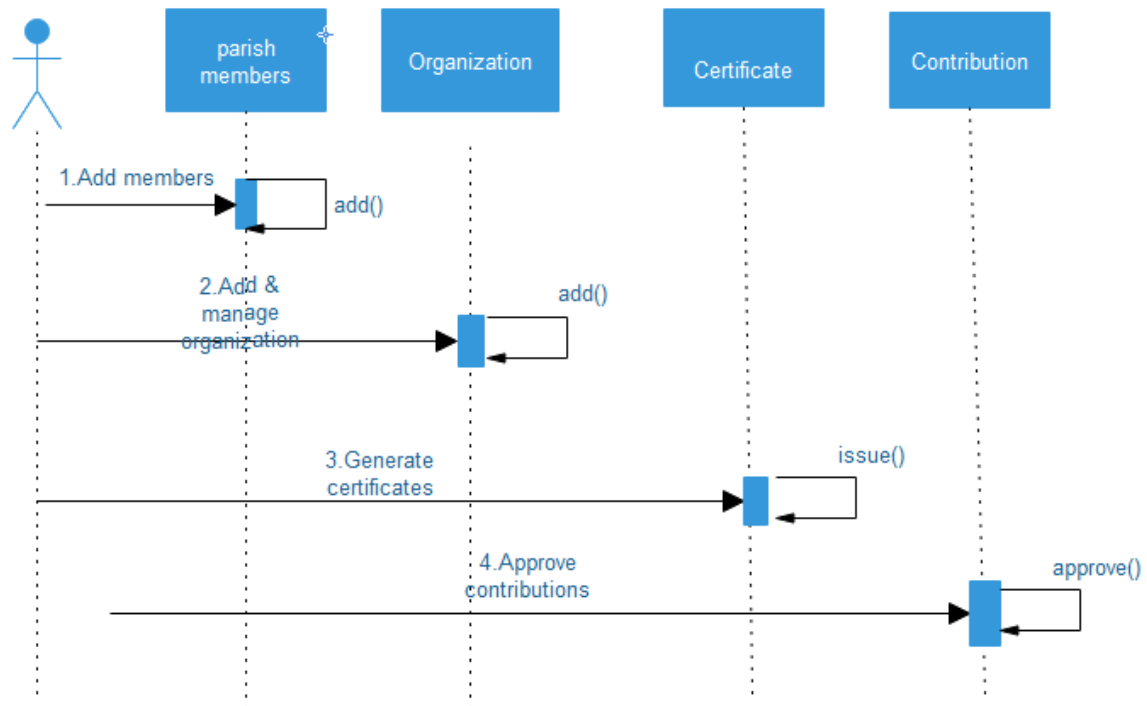 parish
members
Organization
Certificate
Contribution
1.Add members
add()
2.Add &
manage
organization
add()
3.Generate
certificates
issue()
4.Approve
contributions
approve()